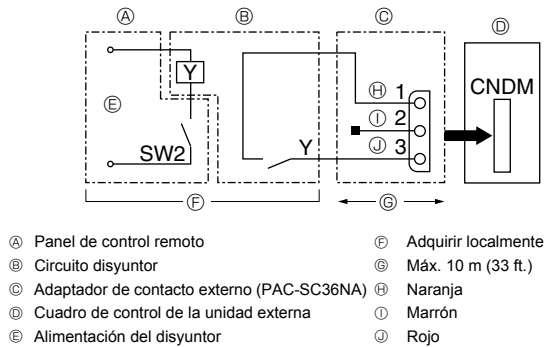 Ⓐ Ⓑ Ⓒ Ⓓ
Y
Ⓔ
SW2
Y
Ⓗ 1
Ⓘ 2
Ⓙ 3
CNDM
Ⓕ Ⓖ
Ⓐ Panel de control remoto
Ⓑ Circuito disyuntor
Ⓒ Adaptador de contacto externo (PAC-SC36NA)
Ⓓ Cuadro de control de la unidad externa
Ⓔ Alimentación del disyuntor
Ⓕ Adquirir localmente
Ⓖ Máx. 10 m (33 ft.)
Ⓗ Naranja
Ⓘ Marrón
Ⓙ Rojo